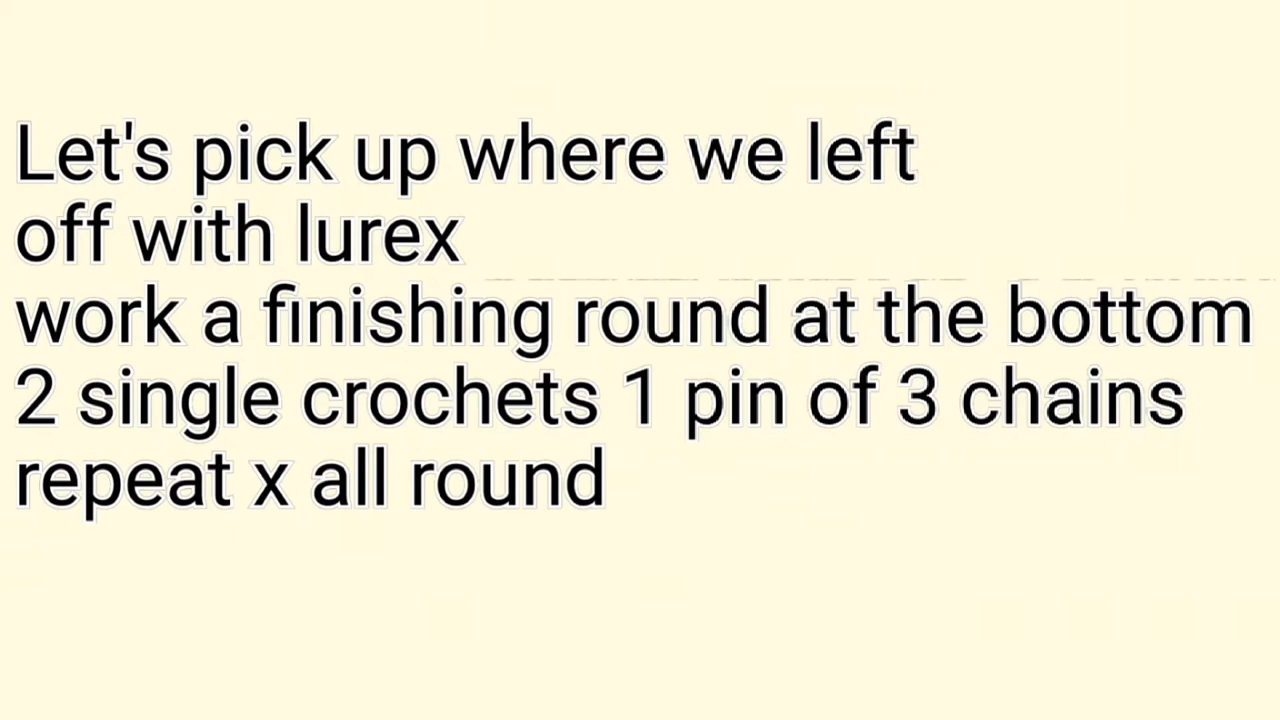 Let's pick up where we left
off with lurex
work a finishing round at the bottom
2 single crochets 1 pin of 3 chains
repeat x all round